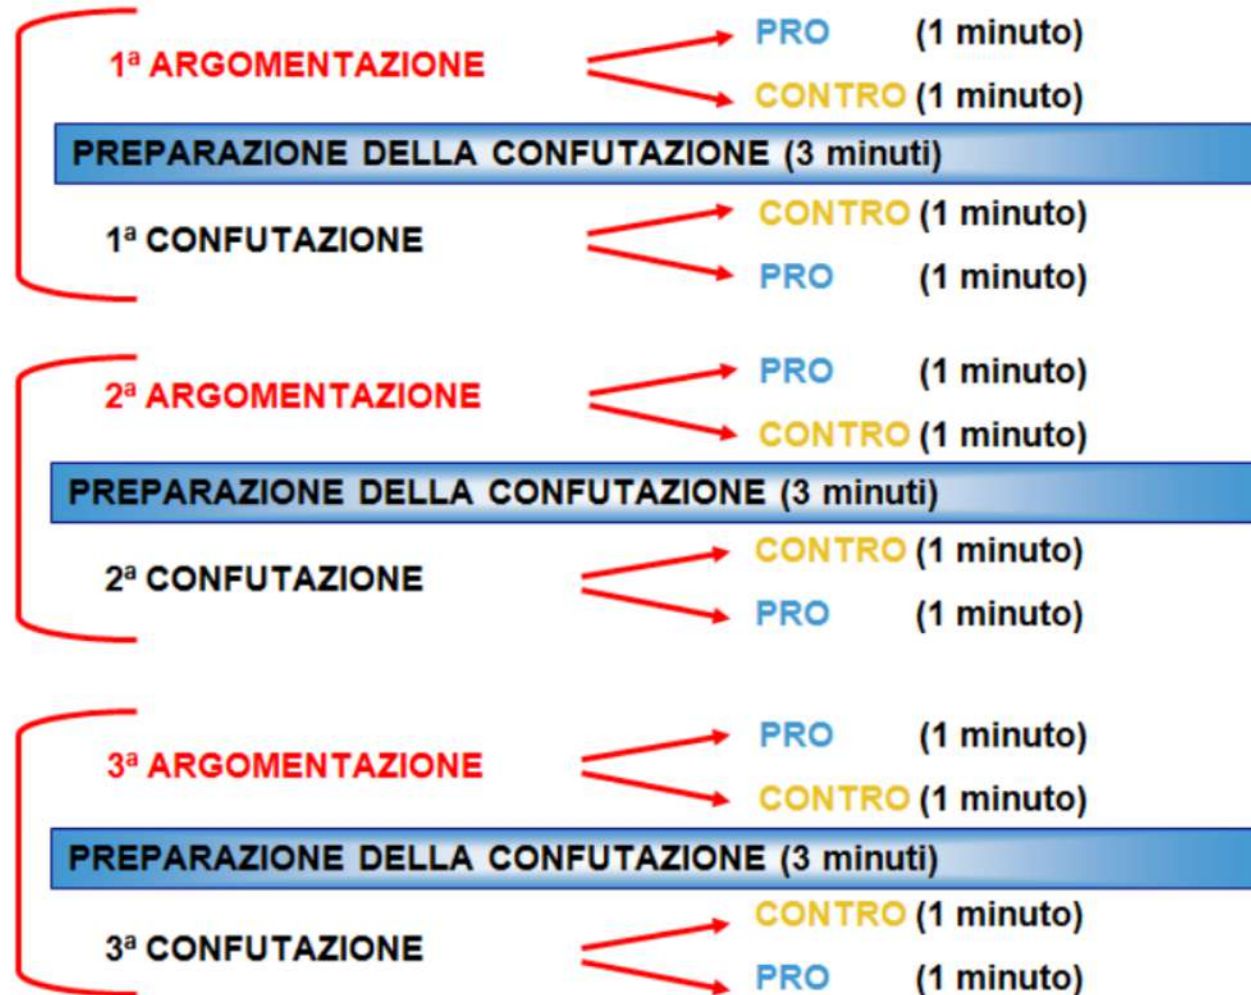 1ª ARGOMENTAZIONE
PRO (1 minuto)
CONTRO (1 minuto)
PREPARAZIONE DELLA CONFUTAZIONE (3 minuti)
1ª CONFUTAZIONE
CONTRO (1 minuto)
PRO (1 minuto)
2ª ARGOMENTAZIONE
PRO (1 minuto)
CONTRO (1 minuto)
PREPARAZIONE DELLA CONFUTAZIONE (3 minuti)
2ª CONFUTAZIONE
CONTRO (1 minuto)
PRO (1 minuto)
3ª ARGOMENTAZIONE
PRO (1 minuto)
CONTRO (1 minuto)
PREPARAZIONE DELLA CONFUTAZIONE (3 minuti)
3ª CONFUTAZIONE
CONTRO (1 minuto)
PRO (1 minuto)